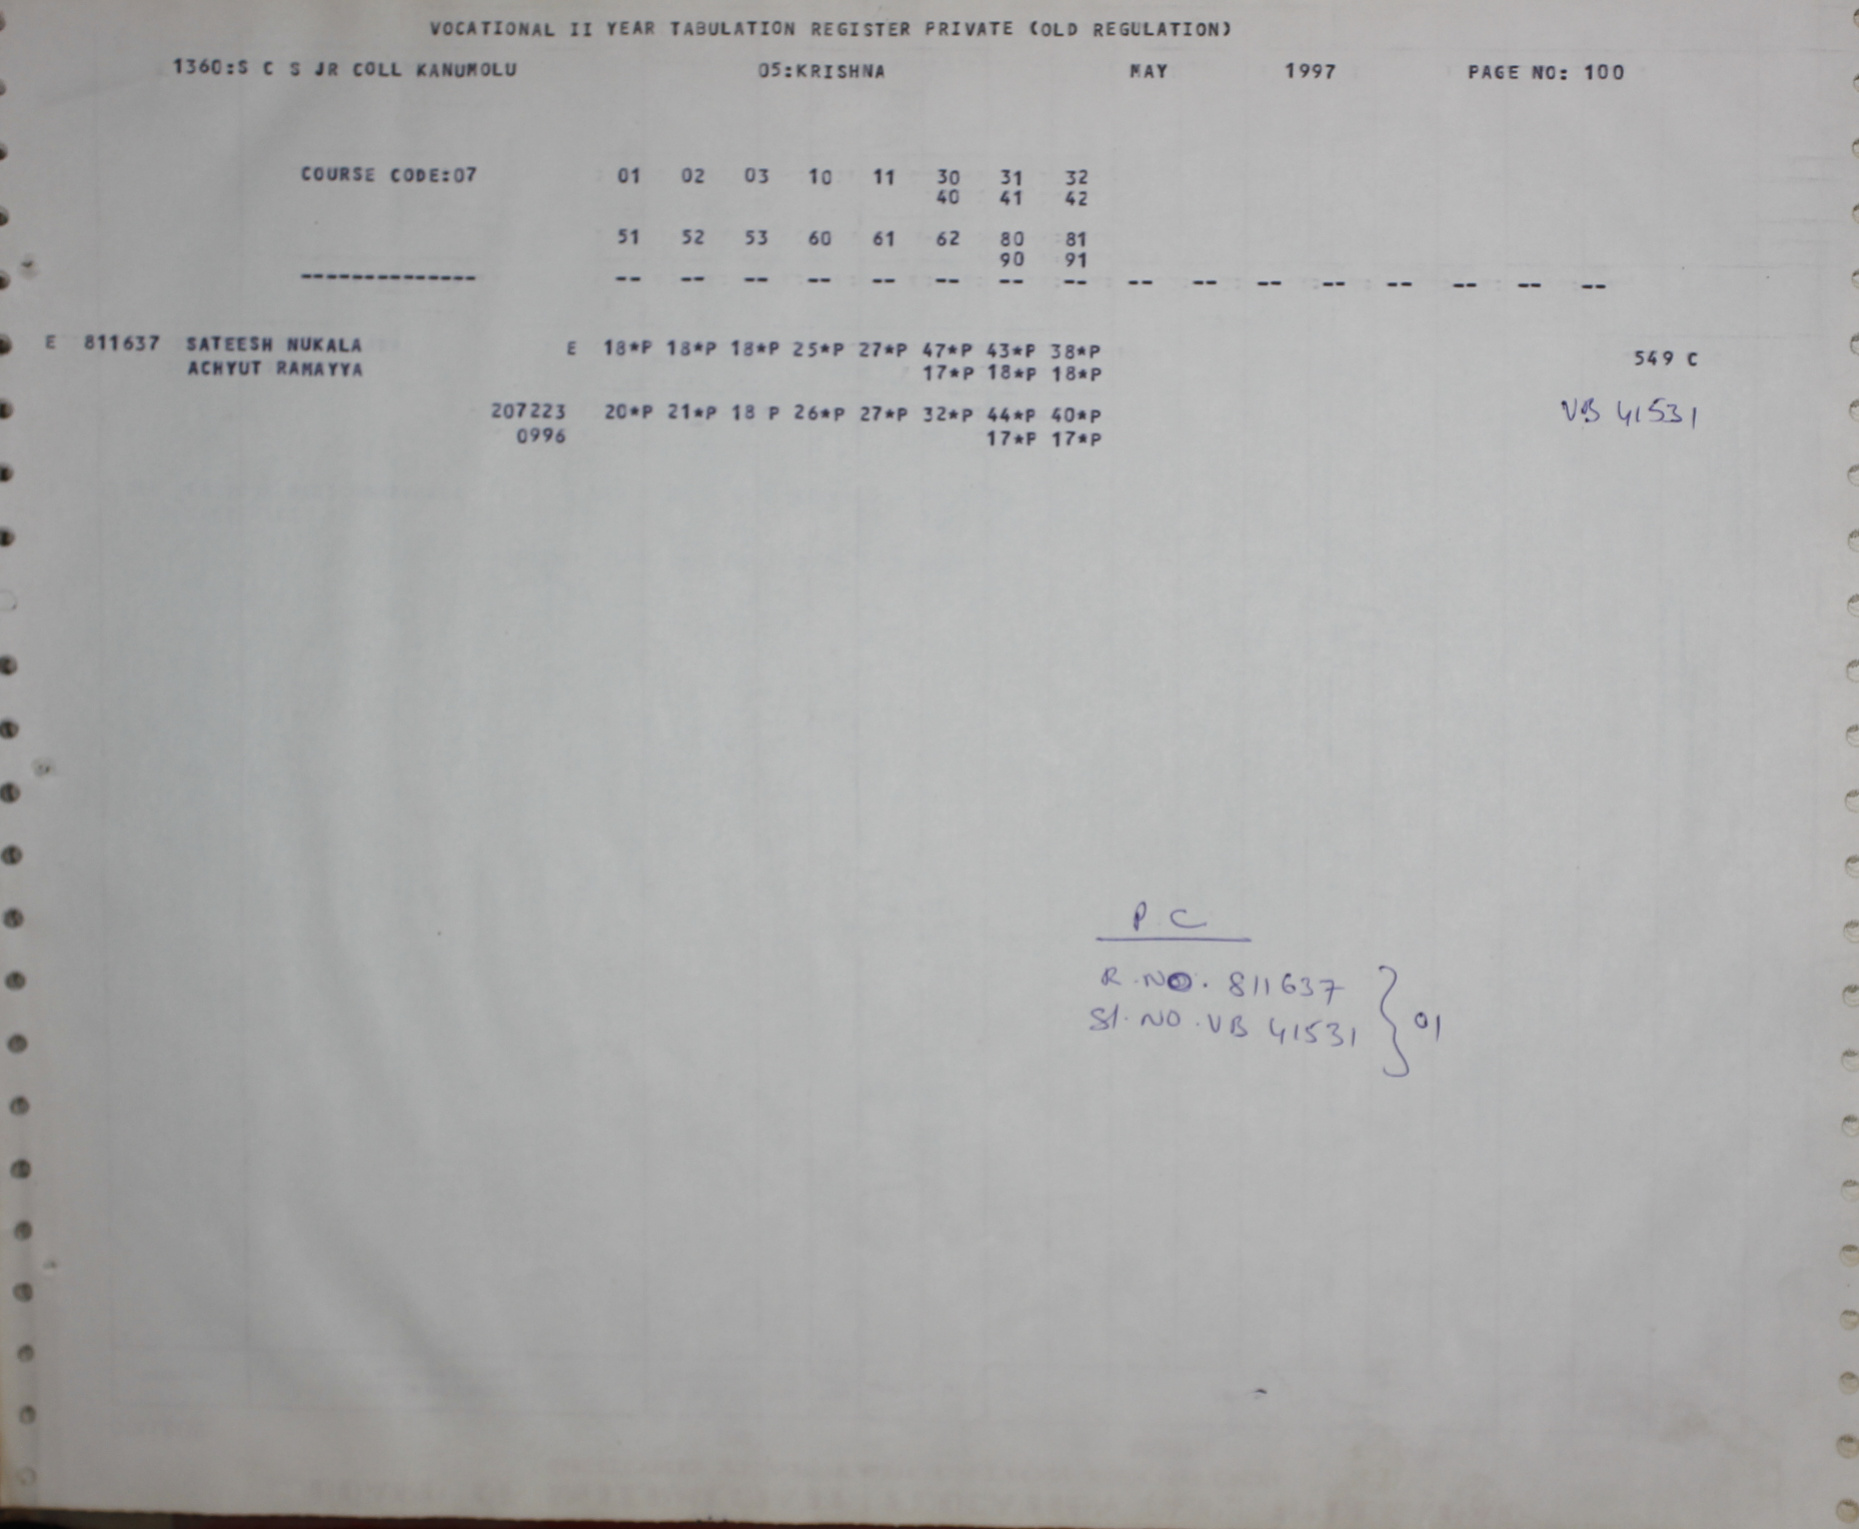 VOCATIONAL II YEAR TABULATION REGISTER PRIVATE (OLD REGULATION)
1360:S C S JR COLL KANUMOLU 05:KRISHNA MAY 1997 PAGE NO: 100
COURSE CODE:07 01 02 03 10 11 30 31 32
40 41 42
51 52 53 60 61 62 80 81
90 91
-------------- -- -- -- -- -- -- -- -- -- -- -- -- -- -- -- --
E 811637 SATEESH NUKALA E 18*P 18*P 18*P 25*P 27*P 47*P 43*P 38*P 549 C
ACHYUT RAMAYYA 17*P 18*P 18*P
207223 20*P 21*P 18 P 26*P 27*P 32*P 44*P 40*P VB 41531
0996 17*P 17*P
P C
R.NO. 811637
Sl. NO. VB 41531 } 01